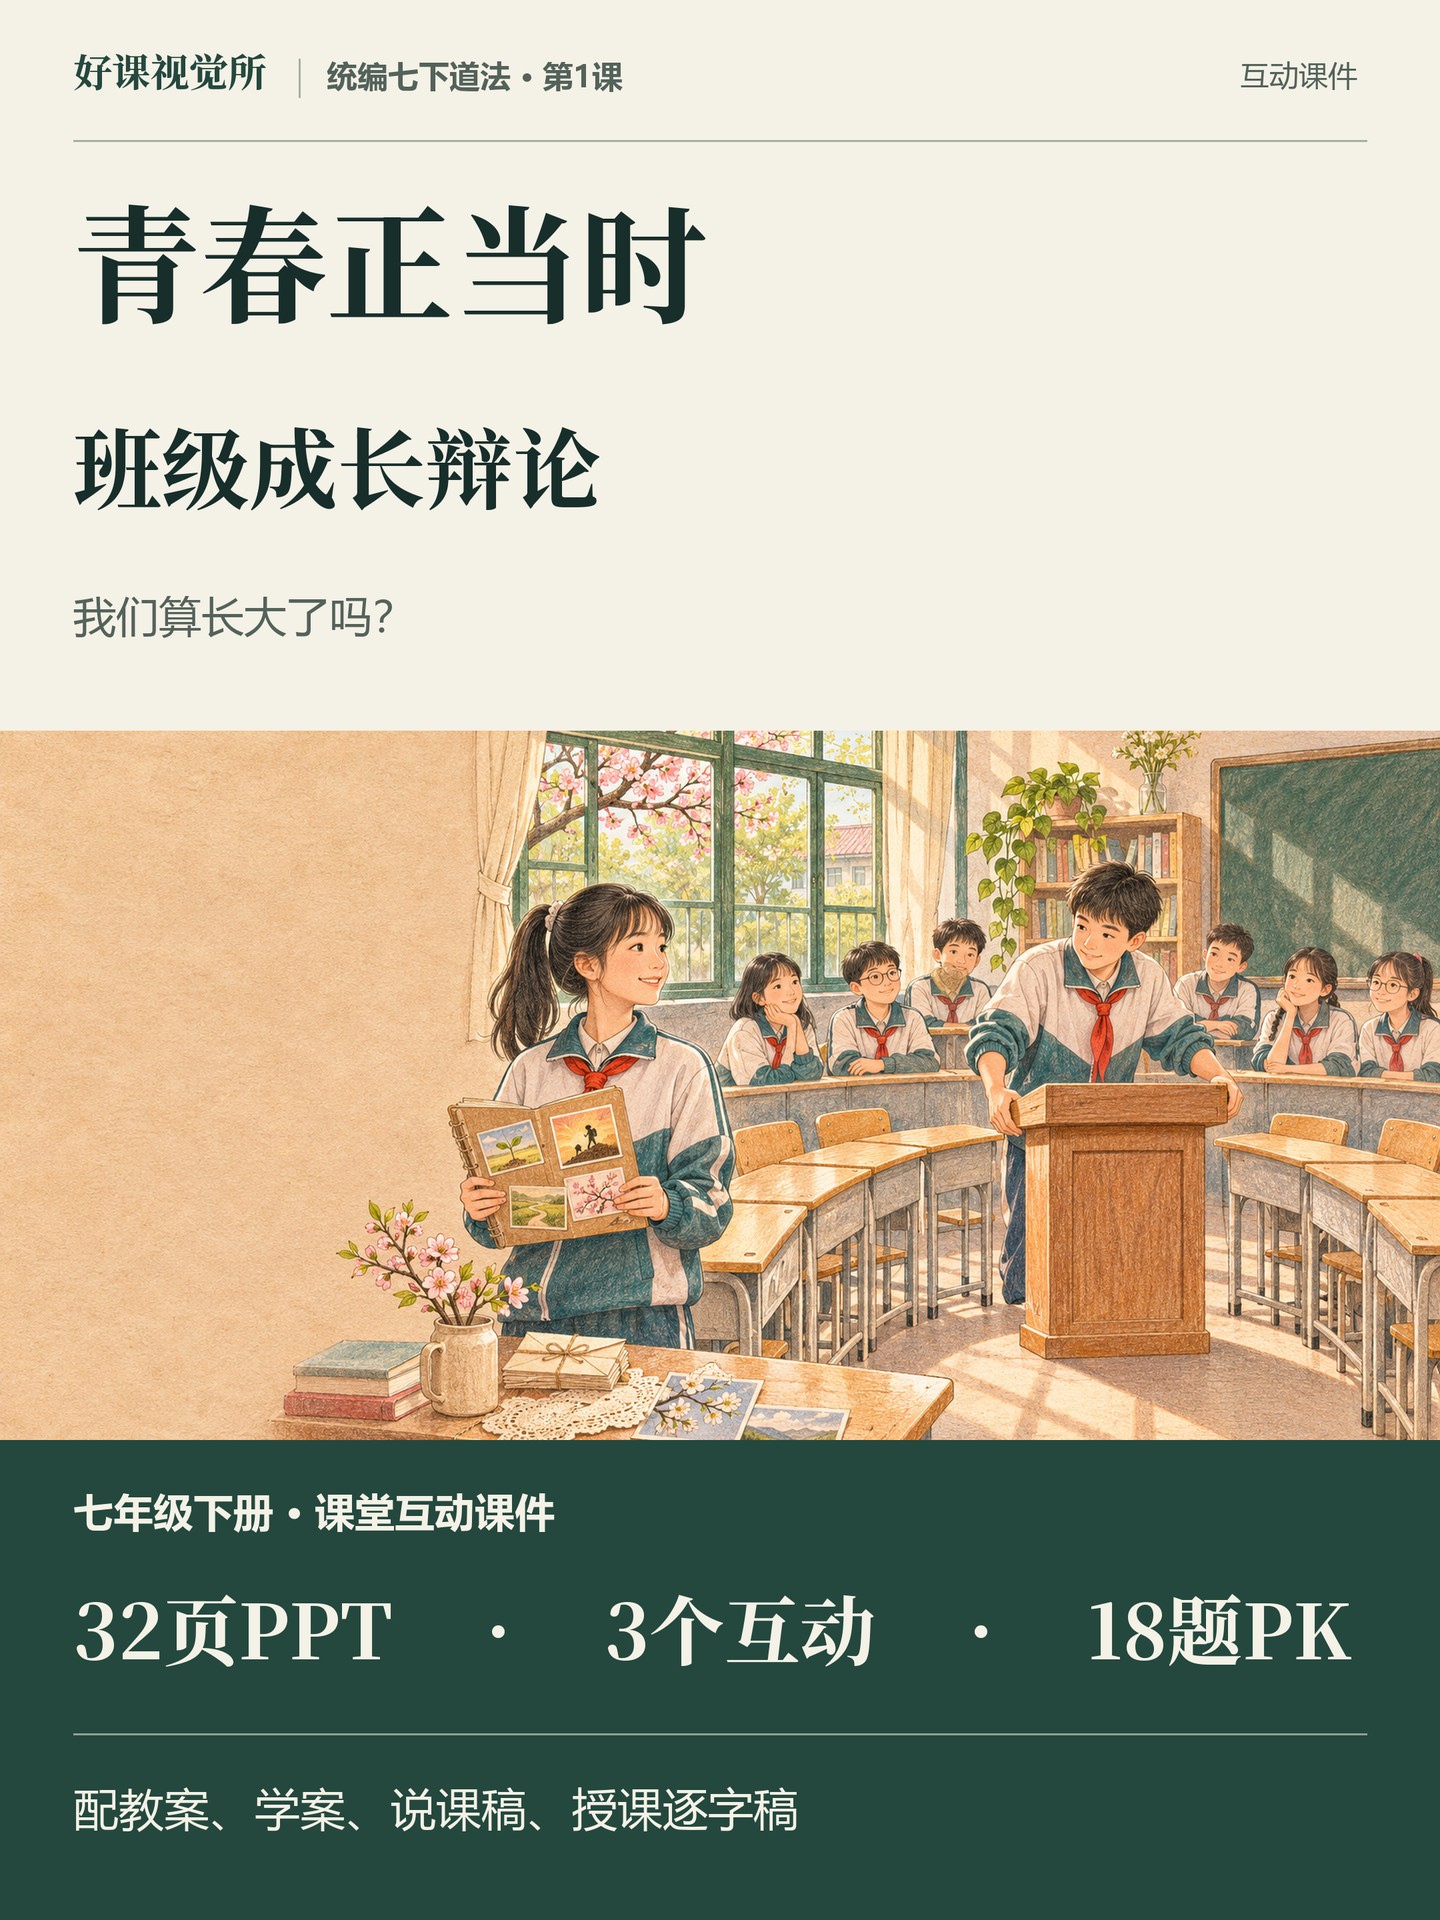 好课视觉所 | 统编七下道法·第1课 互动课件
青春正当时
班级成长辩论
我们算长大了吗？
七年级下册·课堂互动课件
32页PPT · 3个互动 · 18题PK
配教案、学案、说课稿、授课逐字稿